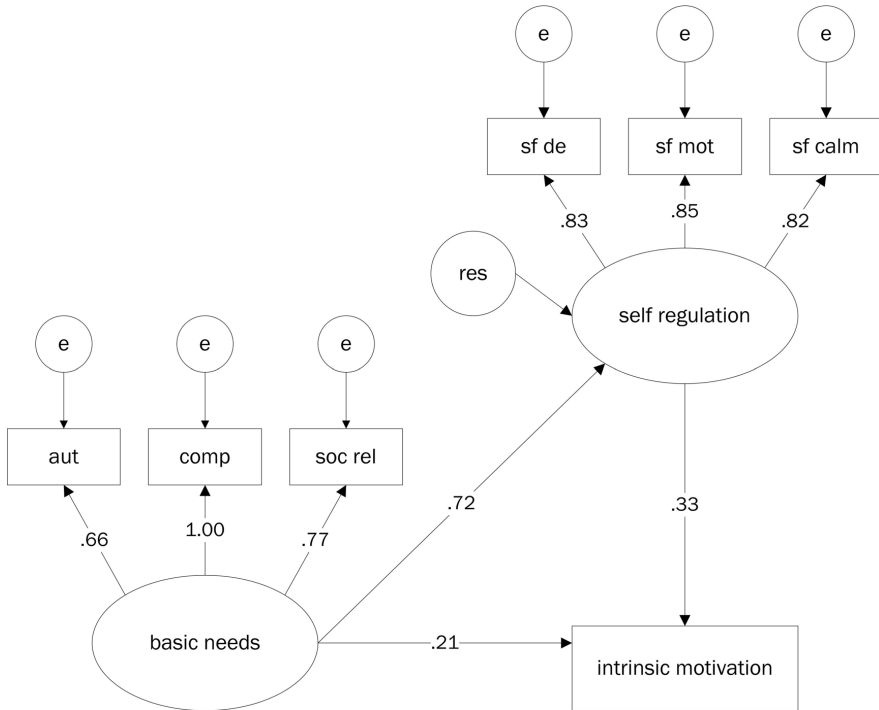 e e e
sf de sf mot sf calm
.83 .85 .82
res
self regulation
e e e
aut comp soc rel
.66 1.00 .77
.72 .33
basic needs .21
intrinsic motivation